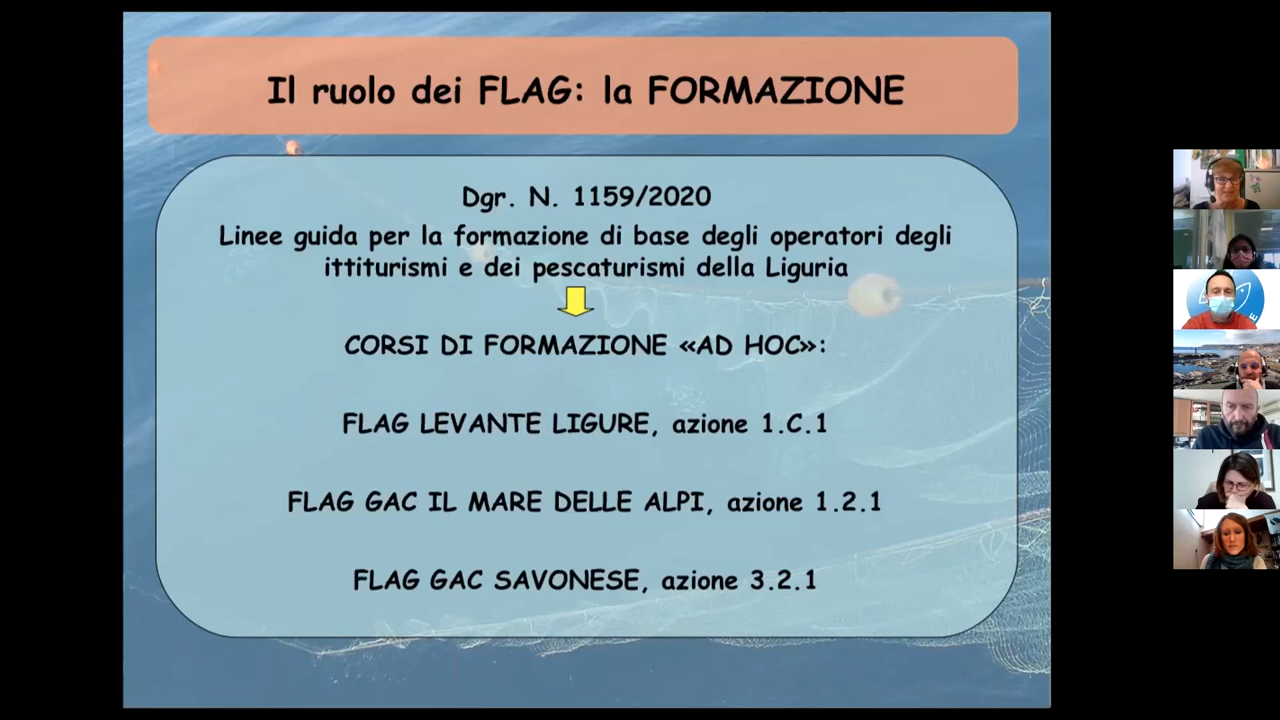 Il ruolo dei FLAG: la FORMAZIONE
Dgr. N. 1159/2020
Linee guida per la formazione di base degli operatori degli
ittiturismi e dei pescaturismi della Liguria
CORSI DI FORMAZIONE «AD HOC»:
FLAG LEVANTE LIGURE, azione 1.C.1
FLAG GAC IL MARE DELLE ALPI, azione 1.2.1
FLAG GAC SAVONESE, azione 3.2.1